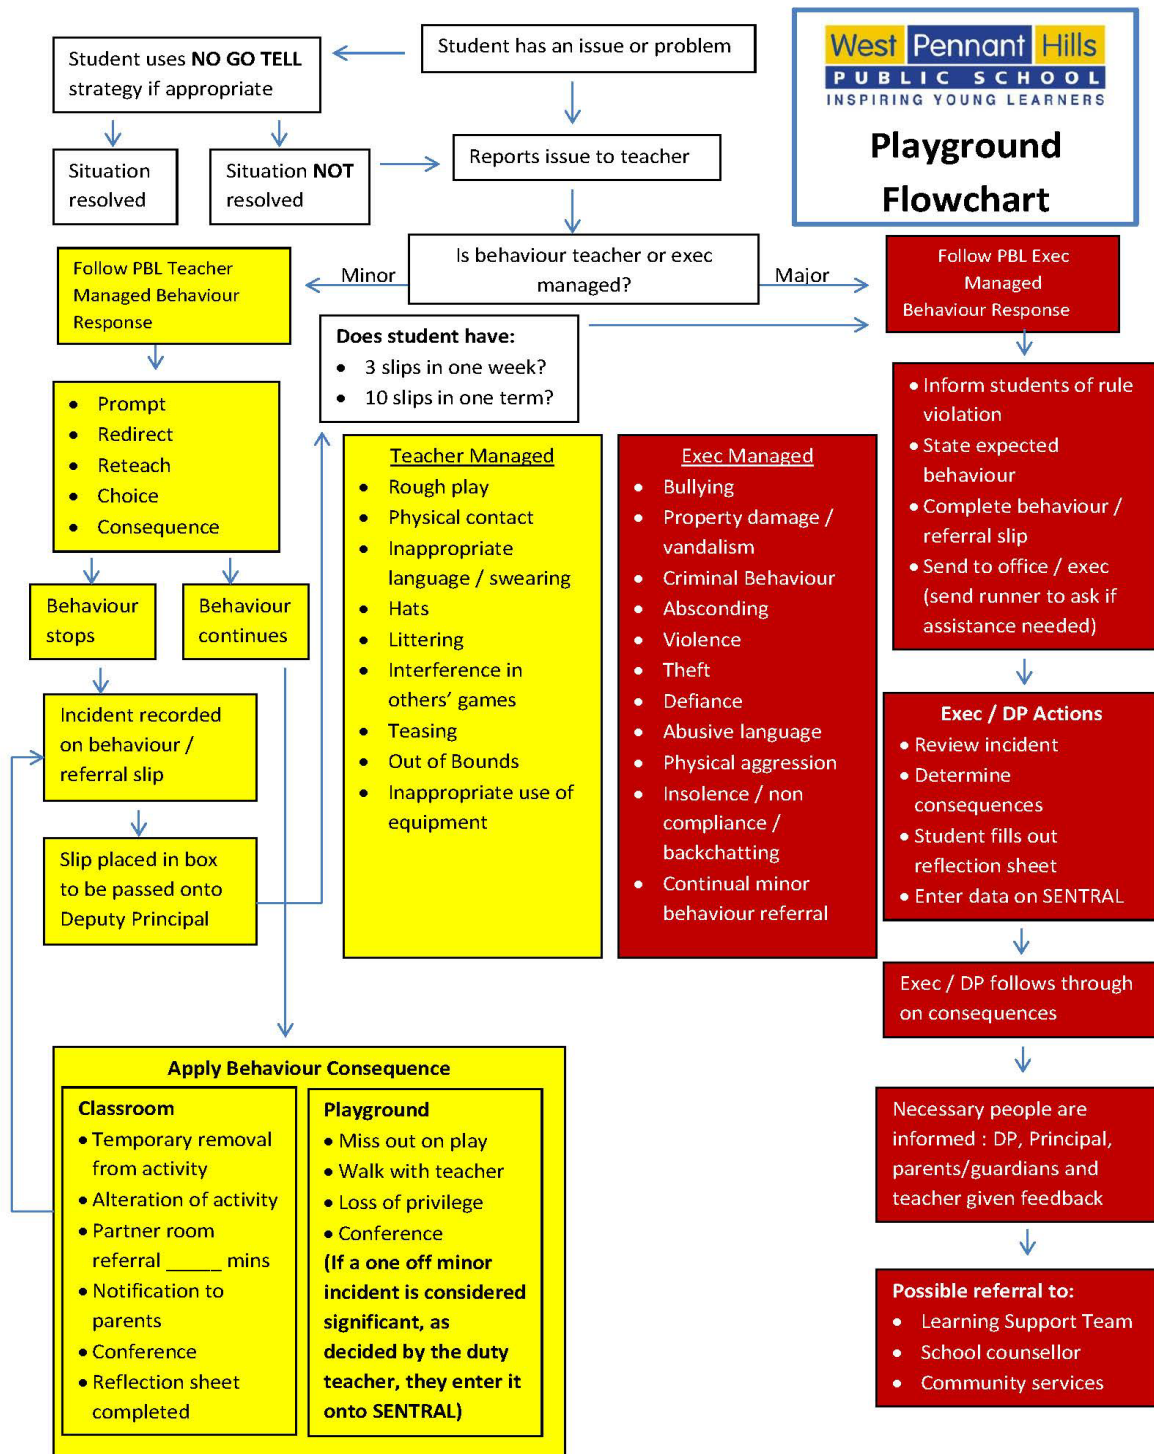 Student has an issue or problem
Student uses NO GO TELL
strategy if appropriate
West Pennant Hills
PUBLIC SCHOOL
INSPIRING YOUNG LEARNERS
Playground
Flowchart
Situation
resolved
Situation NOT
resolved
Reports issue to teacher
Is behaviour teacher or exec
managed?
Minor
Major
Follow PBL Teacher
Managed Behaviour
Response
Follow PBL Exec
Managed
Behaviour Response
Does student have:
• 3 slips in one week?
• 10 slips in one term?
• Prompt
• Redirect
• Reteach
• Choice
• Consequence
Behaviour
stops
Behaviour
continues
Incident recorded
on behaviour /
referral slip
Slip placed in box
to be passed onto
Deputy Principal
Teacher Managed
• Rough play
• Physical contact
• Inappropriate
language / swearing
• Hats
• Littering
• Interference in
others’ games
• Teasing
• Out of Bounds
• Inappropriate use of
equipment
Exec Managed
• Bullying
• Property damage /
vandalism
• Criminal Behaviour
• Absconding
• Violence
• Theft
• Defiance
• Abusive language
• Physical aggression
• Insolence / non
compliance /
backchatting
• Continual minor
behaviour referral
• Inform students of rule
violation
• State expected
behaviour
• Complete behaviour /
referral slip
• Send to office / exec
(send runner to ask if
assistance needed)
Exec / DP Actions
• Review incident
• Determine
consequences
• Student fills out
reflection sheet
• Enter data on SENTRAL
Exec / DP follows through
on consequences
Necessary people are
informed : DP, Principal,
parents/guardians and
teacher given feedback
Possible referral to:
• Learning Support Team
• School counsellor
• Community services
Apply Behaviour Consequence
Classroom
• Temporary removal
from activity
• Alteration of activity
• Partner room
referral _____ mins
• Notification to
parents
• Conference
• Reflection sheet
completed
Playground
• Miss out on play
• Walk with teacher
• Loss of privilege
• Conference
(If a one off minor
incident is considered
significant, as
decided by the duty
teacher, they enter it
onto SENTRAL)